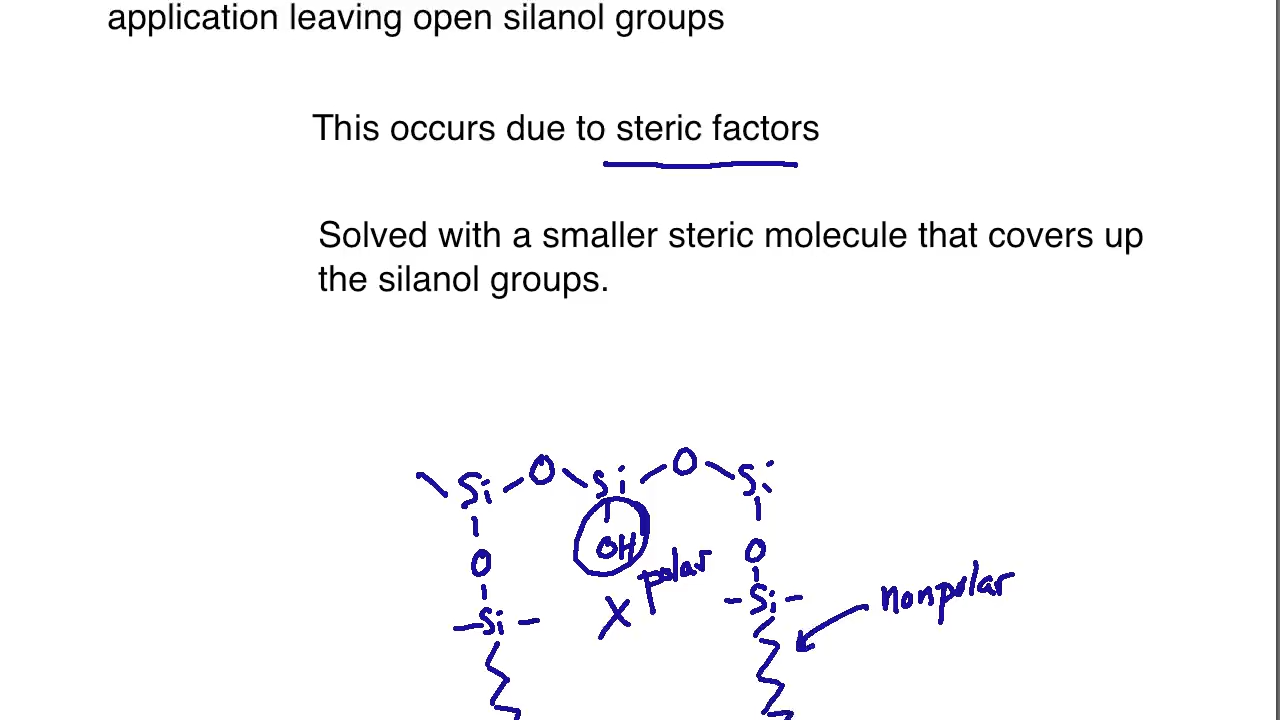 application leaving open silanol groups
This occurs due to steric factors
Solved with a smaller steric molecule that covers up
the silanol groups.
Si - O - Si - O - Si
OH
O
O
polar
nonpolar
Si
Si
X